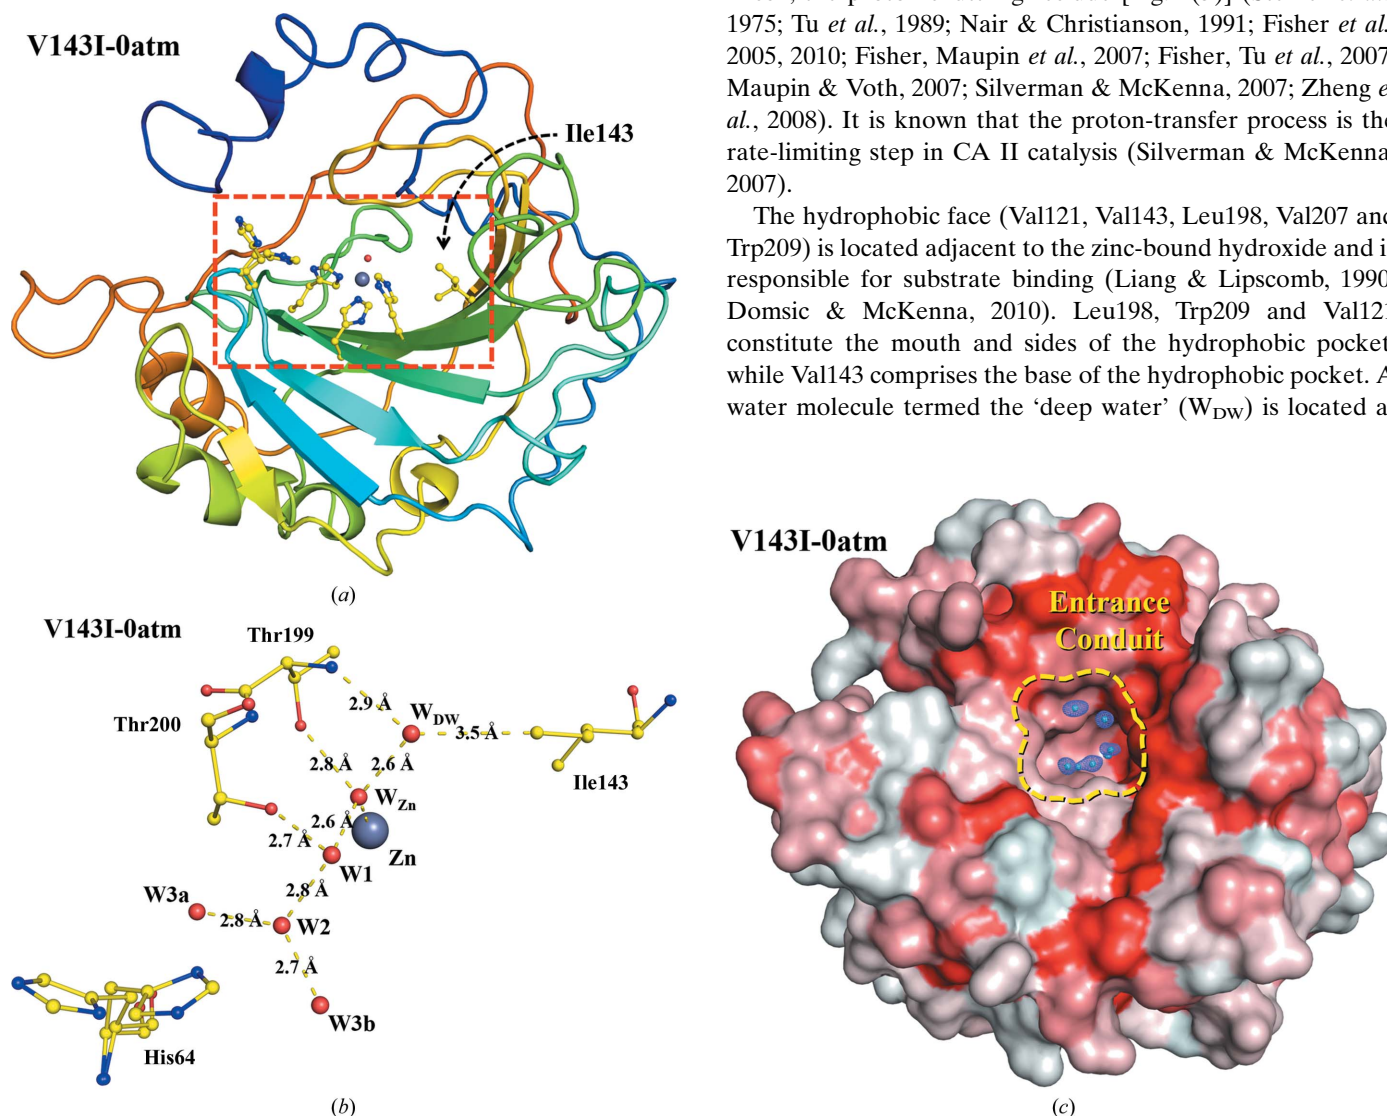 V143I-0atm
Ile143
(a)
V143I-0atm
Thr199
Thr200
2.9 Å
W_DW
3.5 Å
Ile143
2.8 Å
2.6 Å
W_Zn
2.6 Å
2.7 Å
Zn
W1
2.8 Å
W3a
2.8 Å
W2
2.7 Å
W3b
His64
(b)
1975; Tu et al., 1989; Nair & Christianson, 1991; Fisher et al.
2005, 2010; Fisher, Maupin et al., 2007; Fisher, Tu et al., 2007
Maupin & Voth, 2007; Silverman & McKenna, 2007; Zheng e
al., 2008). It is known that the proton-transfer process is the
rate-limiting step in CA II catalysis (Silverman & McKenna
2007).
The hydrophobic face (Val121, Val143, Leu198, Val207 and
Trp209) is located adjacent to the zinc-bound hydroxide and i
responsible for substrate binding (Liang & Lipscomb, 1990
Domsic & McKenna, 2010). Leu198, Trp209 and Val121
constitute the mouth and sides of the hydrophobic pocket
while Val143 comprises the base of the hydrophobic pocket. A
water molecule termed the ‘deep water’ (W_DW) is located a
V143I-0atm
Entrance
Conduit
(c)